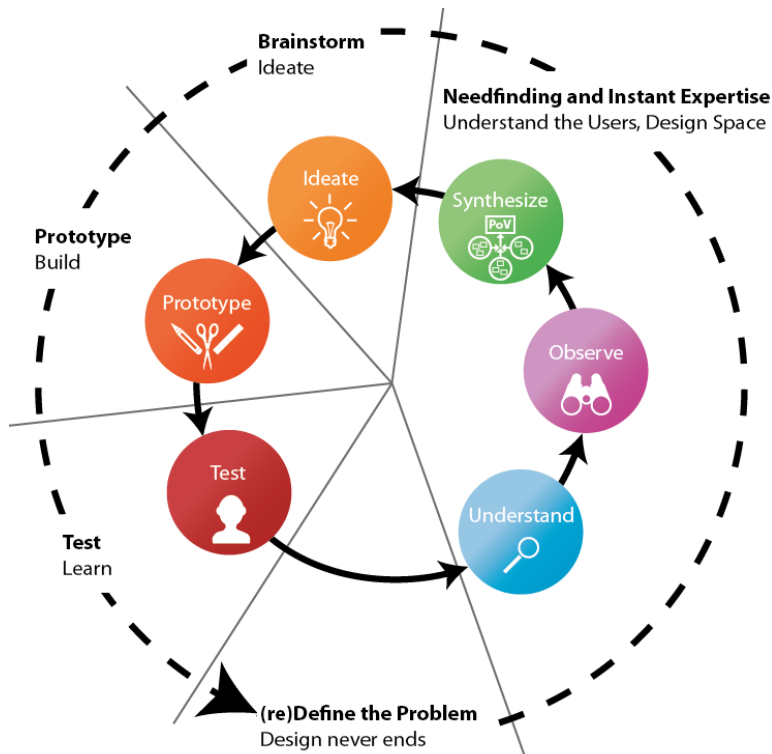 Brainstorm
Ideate
Needfinding and Instant Expertise
Understand the Users, Design Space
Ideate
Synthesize
PoV
Prototype
Build
Prototype
Observe
Test
Understand
Test
Learn
(re)Define the Problem
Design never ends